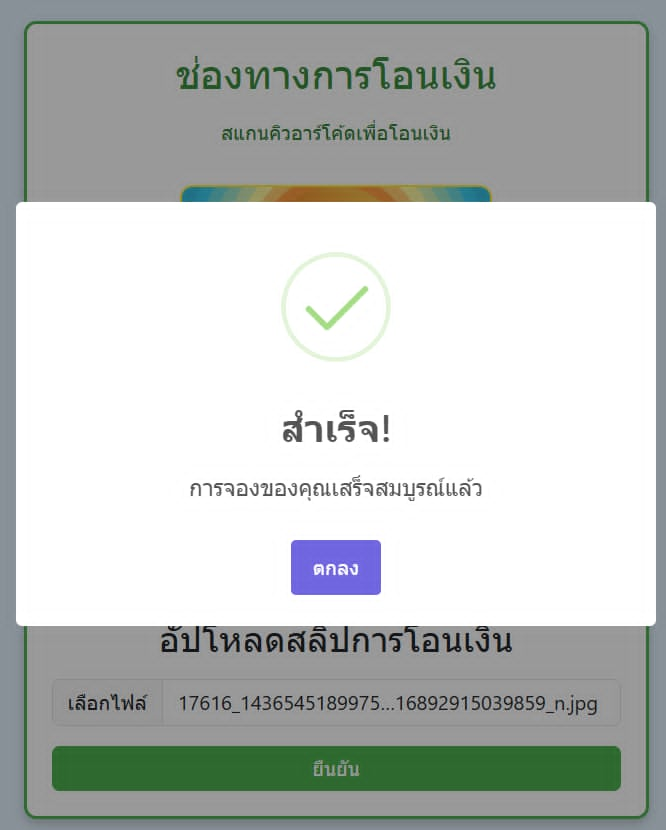 ช่องทางการโอนเงิน
สแกนคิวอาร์โค้ดเพื่อโอนเงิน
สำเร็จ!
การจองของคุณเสร็จสมบูรณ์แล้ว
ตกลง
อัปโหลดสลิปการโอนเงิน
เลือกไฟล์ 17616_1436545189975...16892915039859_n.jpg
ยืนยัน